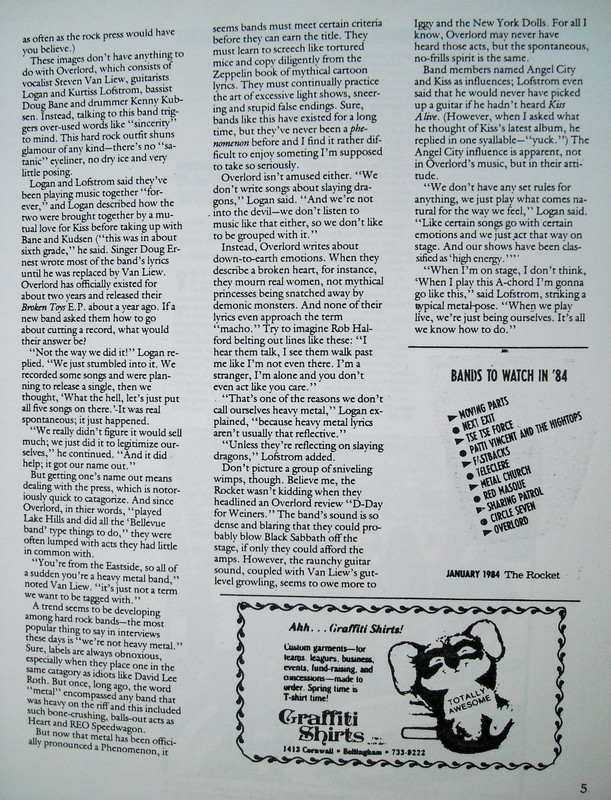 as often as the rock press would have
you believe.)
These images don't have anything to
do with Overlord, which consists of
vocalist Steven Van Liew, guitarists
Logan and Kurtiss Lofstrom, bassist
Doug Bane and drummer Kenny Kub-
sen. Instead, talking to this band trig-
gers over-used words like "sincerity"
to mind. This hard rock outfit shuns
glamour of any kind—there's no "sa-
tanic" eyeliner, no dry ice and very
little posing.
Logan and Lofstrom said they've
been playing music together "for-
ever," and Logan described how the
two were brought together by a mu-
tual love for Kiss before taking up with
Bane and Kudsen ("this was in about
sixth grade," he said. Singer Doug Er-
nest wrote most of the band's lyrics
until he was replaced by Van Liew.
Overlord has officially existed for
about two years and released their
Broken Toys E.P. about a year ago. If a
new band asked them how to go
about cutting a record, what would
their answer be?
"Not the way we did it!" Logan re-
plied. "We just stumbled into it. We
recorded some songs and were plan-
ning to release a single, then we
thought, 'What the hell, let's just put
all five songs on there.' It was real
spontaneous; it just happened.
"We really didn't figure it would sell
much; we just did it to legitimize our-
selves," he continued. "And it did
help; it got our name out."
But getting one's name out means
dealing with the press, which is notor-
iously quick to catagorize. And since
Overlord, in thier words, "played
Lake Hills and did all the 'Bellevue
band' type things to do," they were
often lumped with acts they had little
in common with.
"You're from the Eastside, so all of
a sudden you're a heavy metal band,"
noted Van Liew. "it's just not a term
we want to be tagged with."
A trend seems to be developing
among hard rock bands—the most
popular thing to say in interviews
these days is "we're not heavy metal."
Sure, labels are always obnoxious,
especially when they place one in the
same catagory as idiots like David Lee
Roth. But once, long ago, the word
"metal" encompassed any band that
was heavy on the riff and this included
such bone-crushing, balls-out acts as
Heart and REO Speedwagon.
But now that metal has been offici-
ally pronounced a Phenomenon, it
seems bands must meet certain criteria
before they can earn the title. They
must learn to screech like tortured
mice and copy diligently from the
Zeppelin book of mythical cartoon
lyrics. They must continually practice
the art of excessive light shows, sneer-
ing and stupid false endings. Sure,
bands like this have existed for a long
time, but they've never been a phe-
nomenon before and I find it rather dif-
ficult to enjoy something I'm supposed
to take so seriously.
Overlord isn't amused either. "We
don't write songs about slaying dra-
gons," Logan said. "And we're not
into the devil—we don't listen to
music like that either, so we don't like
to be grouped with it."
Instead, Overlord writes about
down-to-earth emotions. When they
describe a broken heart, for instance,
they mourn real women, not mythical
princesses being snatched away by
demonic monsters. And none of their
lyrics even approach the term
"macho." Try to imagine Rob Hal-
ford belting out lines like these: "I
hear them talk, I see them walk past
me like I'm not even there. I'm a
stranger, I'm alone and you don't
even act like you care."
"That's one of the reasons we don't
call ourselves heavy metal," Logan ex-
plained, "because heavy metal lyrics
aren't usually that reflective."
"Unless they're reflecting on slaying
dragons," Lofstrom added.
Don't picture a group of sniveling
wimps, though. Believe me, the
Rocket wasn't kidding when they
headlined an Overlord review "D-Day
for Weiners." The band's sound is so
dense and blaring that they could pro-
bably blow Black Sabbath off the
stage, if only they could afford the
amps. However, the raunchy guitar
sound, coupled with Van Liew's gut-
level growling, seems to owe more to
Iggy and the New York Dolls. For all I
know, Overlord may never have
heard those acts, but the spontaneous,
no-frills spirit is the same.
Band members named Angel City
and Kiss as influences; Lofstrom even
said that he would never have picked
up a guitar if he hadn't heard Kiss
Alive. (However, when I asked what
he thought of Kiss's latest album, he
replied in one syallable—"yuck.") The
Angel City influence is apparent, not
in Overlord's music, but in their atti-
tude.
"We don't have any set rules for
anything, we just play what comes na-
tural for the way we feel," Logan said.
"Like certain songs go with certain
emotions and we just act that way on
stage. And our shows have been clas-
sified as 'high energy.'"'
"When I'm on stage, I don't think,
'When I play this A-chord I'm gonna
go like this," said Lofstrom, striking a
typical metal-pose. "When we play
live, we're just being ourselves. It's all
we know how to do."
BANDS TO WATCH IN '84
MOVING PARTS
NEXT EXIT
TSE TSE FORCE
PATTI VINCENT AND THE HIGHTOPS
FASTBACKS
TELECLERE
METAL CHURCH
RED MASQUE
SHARING PATROL
CIRCLE SEVEN
OVERLORD
JANUARY 1984 The Rocket
Ahh... Graffiti Shirts!
Custom garments—for
teams, leagues, business,
events, fund-raising, and
concessions—made to
order. Spring time is
T-shirt time!
Graffiti
Shirts
1413 Cornwall • Bellingham • 733-9222
TOTALLY
AWESOME
5